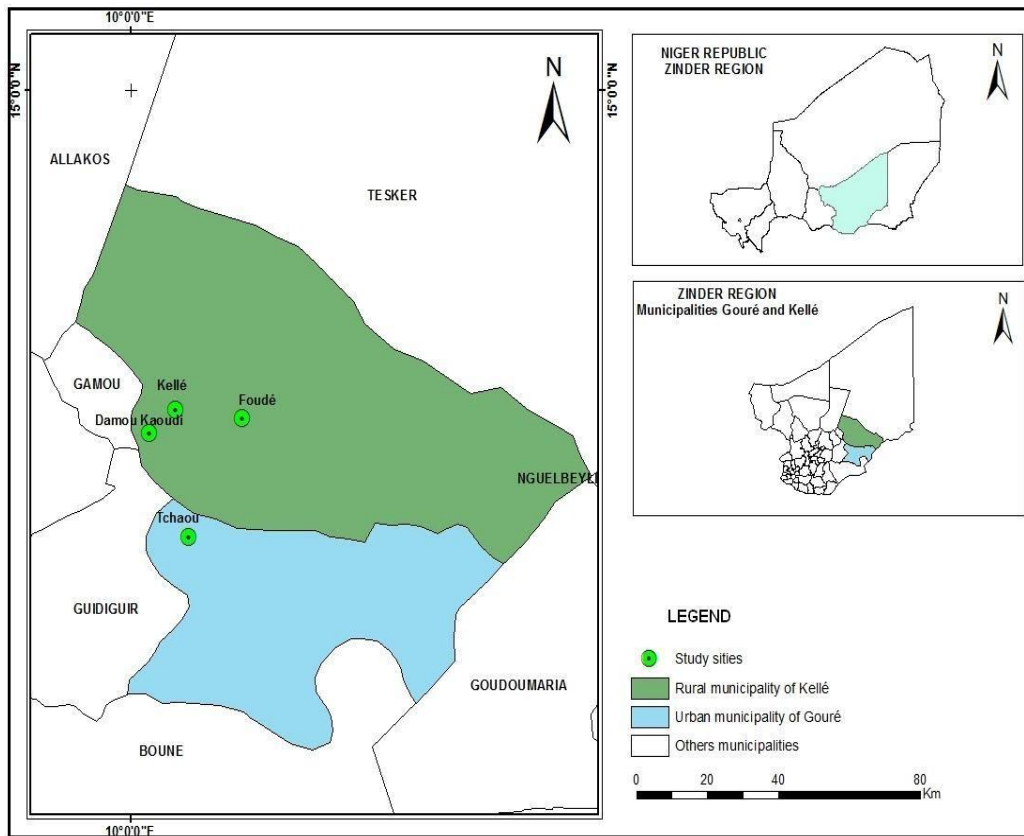 10°0'0"E
15°0'0"N
15°0'0"N
N
ALLAKOS
TESKER
GAMOU
Kellé
Foudé
Damou Kaoudi
NGUELBEYLI
Tchaou
GUIDIGUIR
GOUDOUMARIA
BOUNE
10°0'0"E
NIGER REPUBLIC
ZINDER REGION
N
ZINDER REGION
Municipalities Gouré and Kellé
N
LEGEND
Study sities
Rural municipality of Kellé
Urban municipality of Gouré
Others municipalities
0 20 40 80
Km